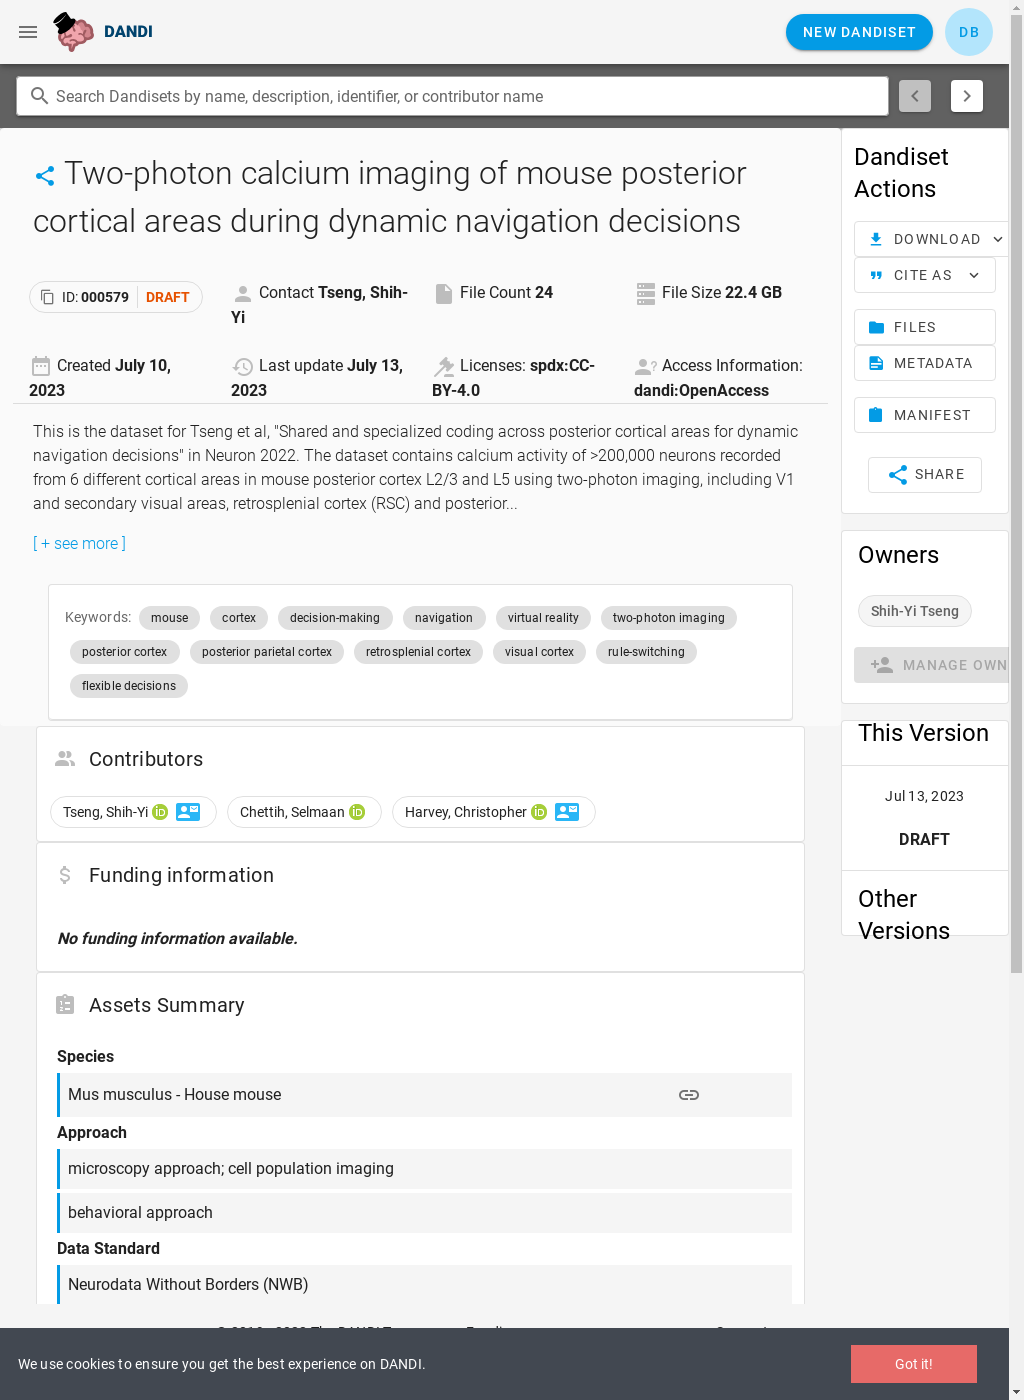 DANDI
NEW DANDISET
DB
Search Dandisets by name, description, identifier, or contributor name
Two-photon calcium imaging of mouse posterior
cortical areas during dynamic navigation decisions
ID: 000579 DRAFT
Contact Tseng, Shih-
Yi
File Count 24
File Size 22.4 GB
Created July 10,
2023
Last update July 13,
2023
Licenses: spdx:CC-
BY-4.0
Access Information:
dandi:OpenAccess
This is the dataset for Tseng et al, "Shared and specialized coding across posterior cortical areas for dynamic
navigation decisions" in Neuron 2022. The dataset contains calcium activity of >200,000 neurons recorded
from 6 different cortical areas in mouse posterior cortex L2/3 and L5 using two-photon imaging, including V1
and secondary visual areas, retrosplenial cortex (RSC) and posterior...
[ + see more ]
Keywords: mouse cortex decision-making navigation virtual reality two-photon imaging
posterior cortex posterior parietal cortex retrosplenial cortex visual cortex rule-switching
flexible decisions
Contributors
Tseng, Shih-Yi iD Chettih, Selmaan iD Harvey, Christopher iD
Funding information
No funding information available.
Assets Summary
Species
Mus musculus - House mouse
Approach
microscopy approach; cell population imaging
behavioral approach
Data Standard
Neurodata Without Borders (NWB)
Dandiset
Actions
DOWNLOAD
CITE AS
FILES
METADATA
MANIFEST
SHARE
Owners
Shih-Yi Tseng
MANAGE OWN
This Version
Jul 13, 2023
DRAFT
Other
Versions
We use cookies to ensure you get the best experience on DANDI.
Got it!